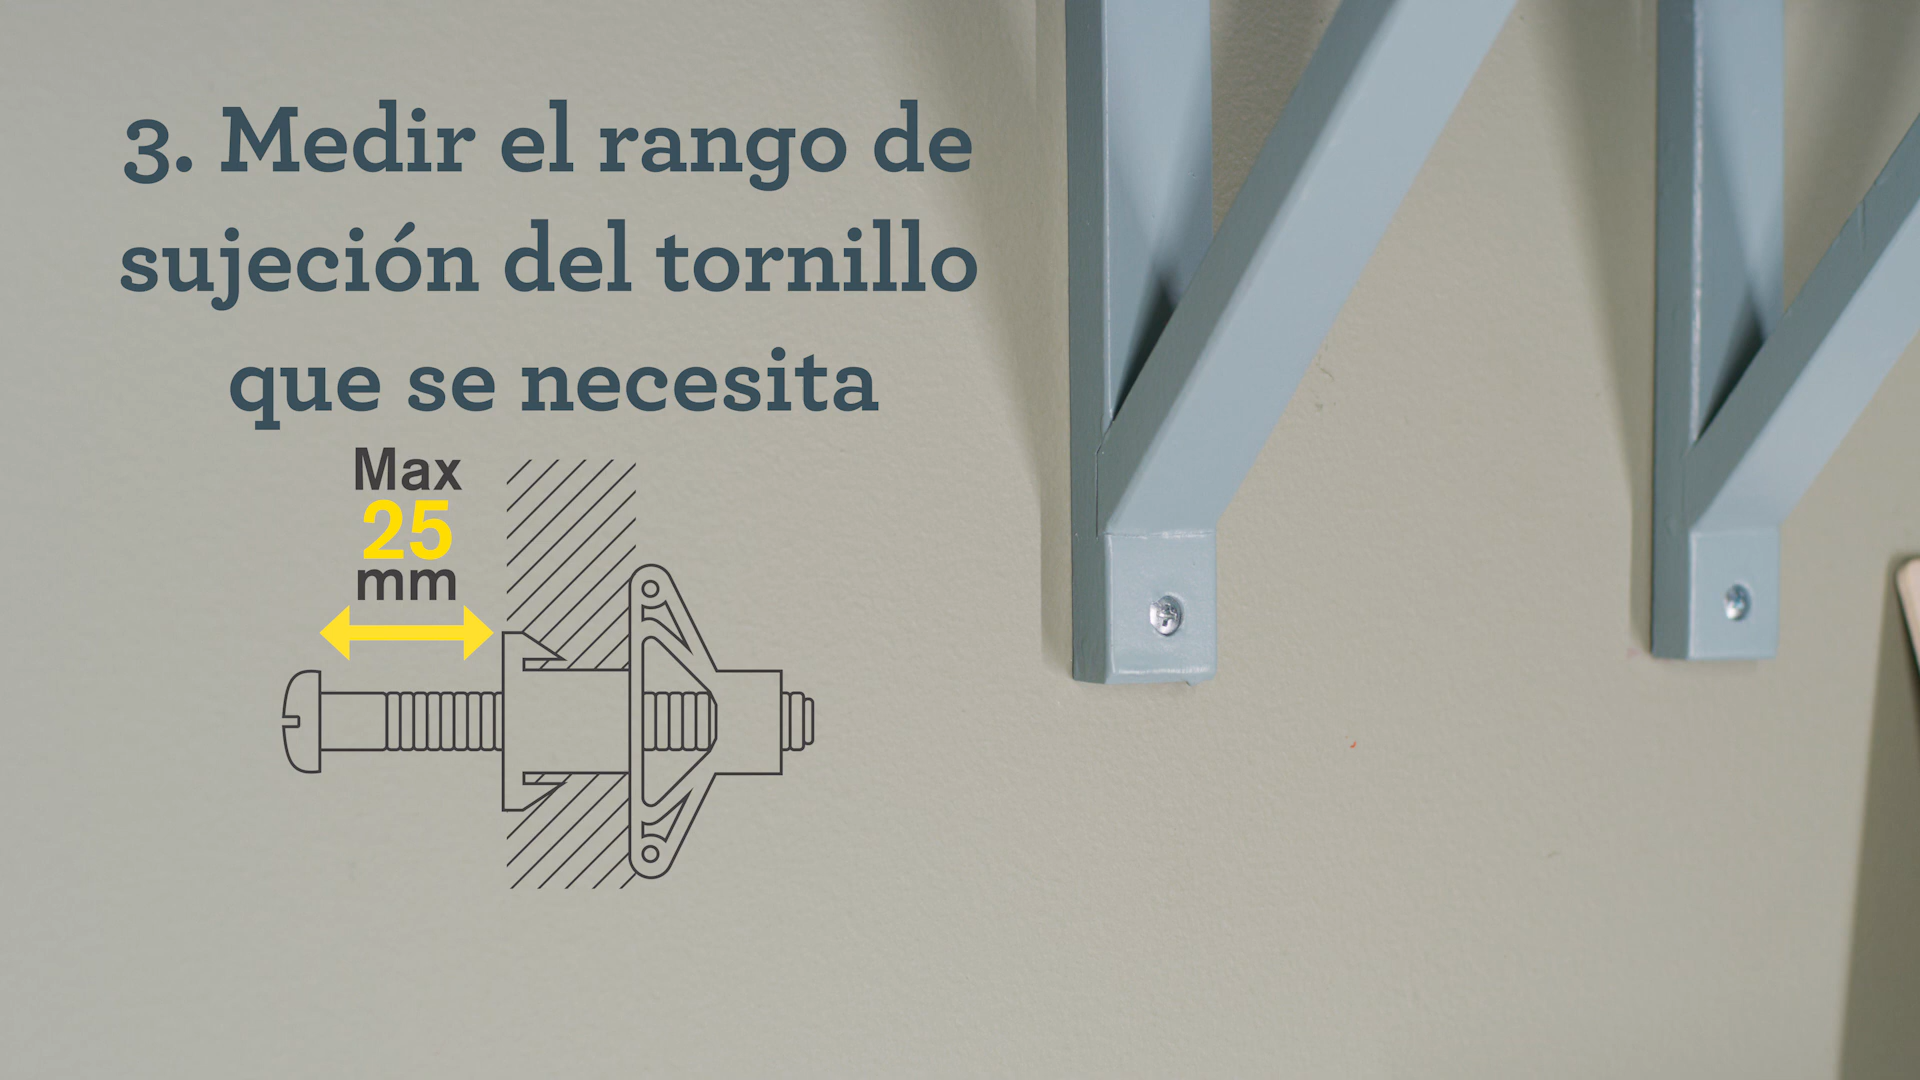 3. Medir el rango de
sujeción del tornillo
que se necesita
Max
25
mm